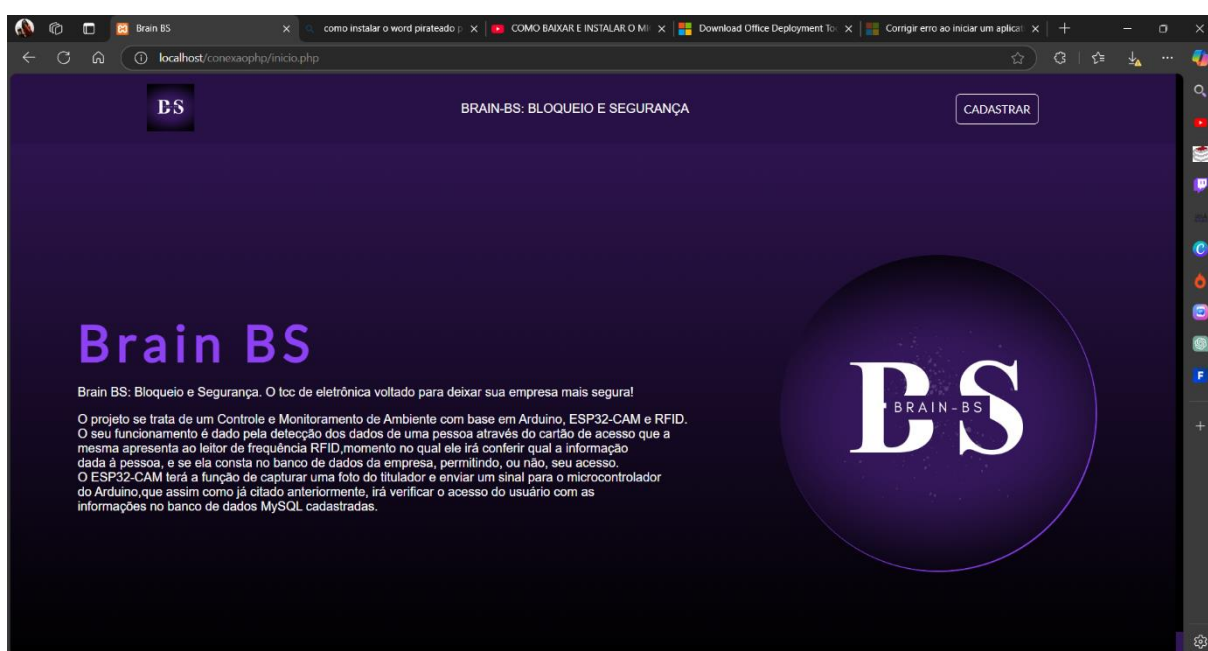 Brain BS
como instalar o word pirateado p
COMO BAIXAR E INSTALAR O MI
Download Office Deployment Too
Corrigir erro ao iniciar um aplicat
localhost/conexaophp/inicio.php
BS
BRAIN-BS: BLOQUEIO E SEGURANÇA
CADASTRAR
Brain BS
Brain BS: Bloqueio e Segurança. O tcc de eletrônica voltado para deixar sua empresa mais segura!
O projeto se trata de um Controle e Monitoramento de Ambiente com base em Arduino, ESP32-CAM e RFID.
O seu funcionamento é dado pela detecção dos dados de uma pessoa através do cartão de acesso que a
mesma apresenta ao leitor de frequência RFID,momento no qual ele irá conferir qual a informação
dada à pessoa, e se ela consta no banco de dados da empresa, permitindo, ou não, seu acesso.
O ESP32-CAM terá a função de capturar uma foto do titulador e enviar um sinal para o microcontrolador
do Arduino,que assim como já citado anteriormente, irá verificar o acesso do usuário com as
informações no banco de dados MySQL cadastradas.
BS
BRAIN-BS
F